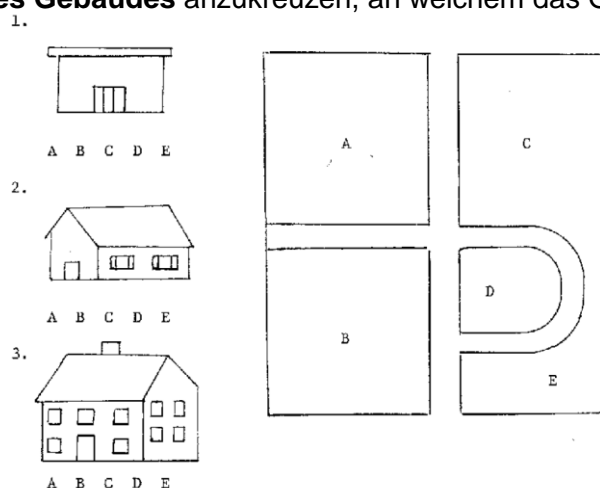 es Gebäudes anzukreuzen, an welchem das
1.
A B C D E
2.
A B C D E
3.
A B C D E
A
C
D
B
E